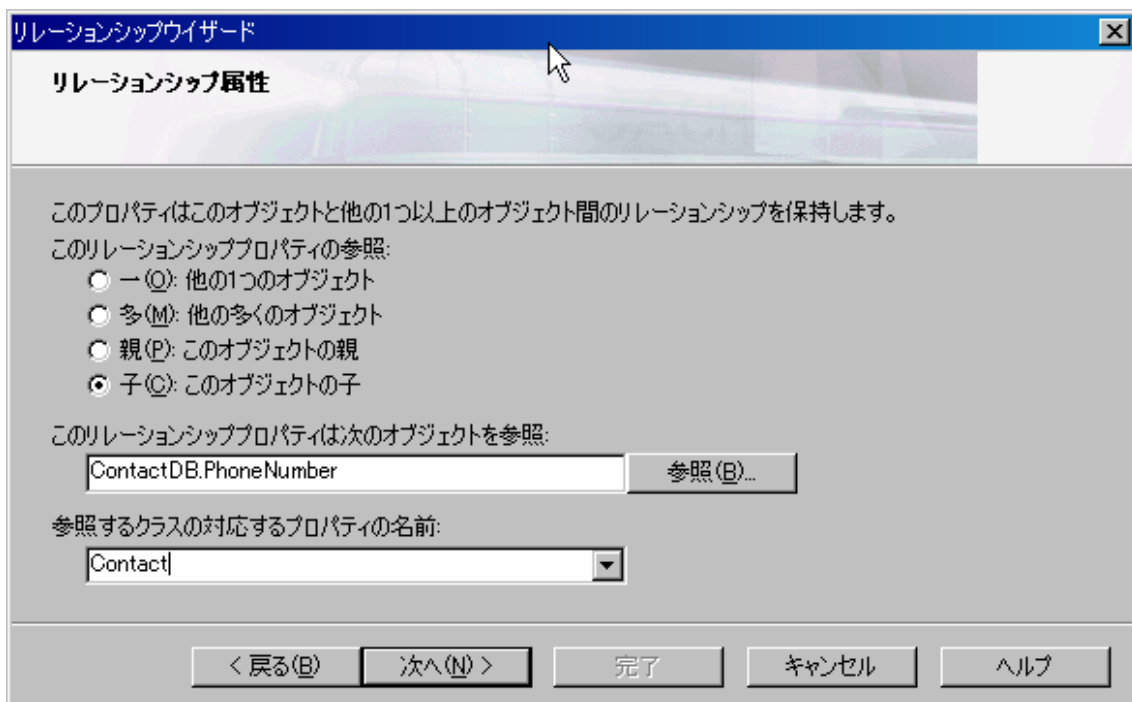 リレーションシップウイザード
リレーションシップ属性
このプロパティはこのオブジェクトと他の1つ以上のオブジェクト間のリレーションシップを保持します。
このリレーションシッププロパティの参照:
一(O): 他の1つのオブジェクト
多(M): 他の多くのオブジェクト
親(P): このオブジェクトの親
子(C): このオブジェクトの子
このリレーションシッププロパティは次のオブジェクトを参照:
ContactDB.PhoneNumber 参照(B)...
参照するクラスの対応するプロパティの名前:
Contact
< 戻る(B) 次へ(N) > 完了 キャンセル ヘルプ